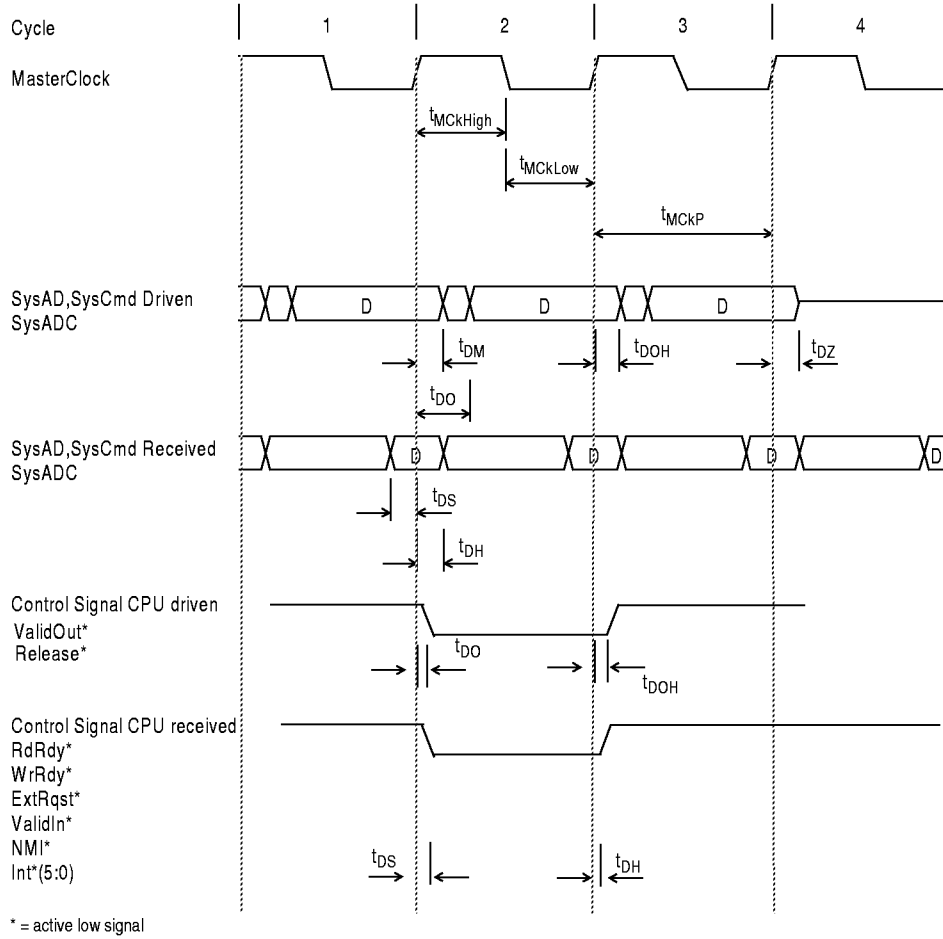 Cycle 1 2 3 4
MasterClock
tMCkHigh
tMCkLow
tMCkP
SysAD,SysCmd Driven
SysADC
D D D
tDM tDOH tDZ
tDO
SysAD,SysCmd Received
SysADC
D D D D
tDS
tDH
Control Signal CPU driven
ValidOut*
Release*
tDO
tDOH
Control Signal CPU received
RdRdy*
WrRdy*
ExtRqst*
ValidIn*
NMI*
Int*(5:0)
tDS tDH
* = active low signal